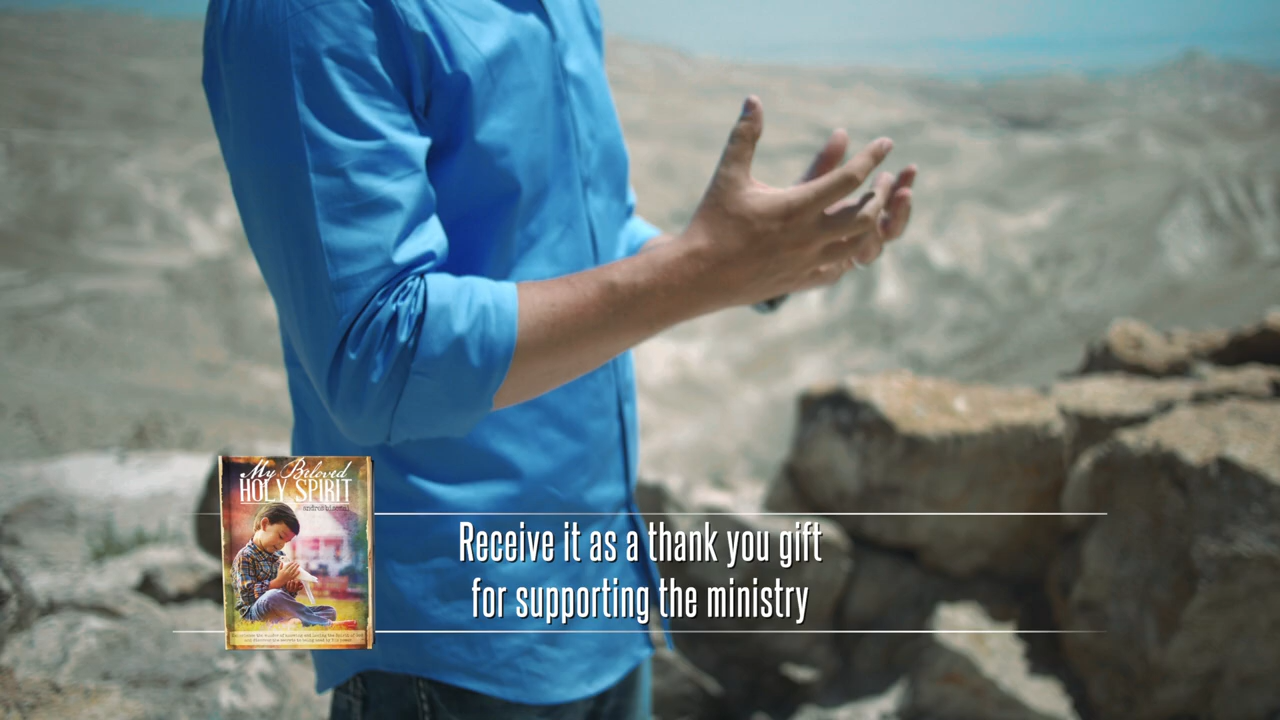 My Beloved
HOLY SPIRIT
Receive it as a thank you gift
for supporting the ministry